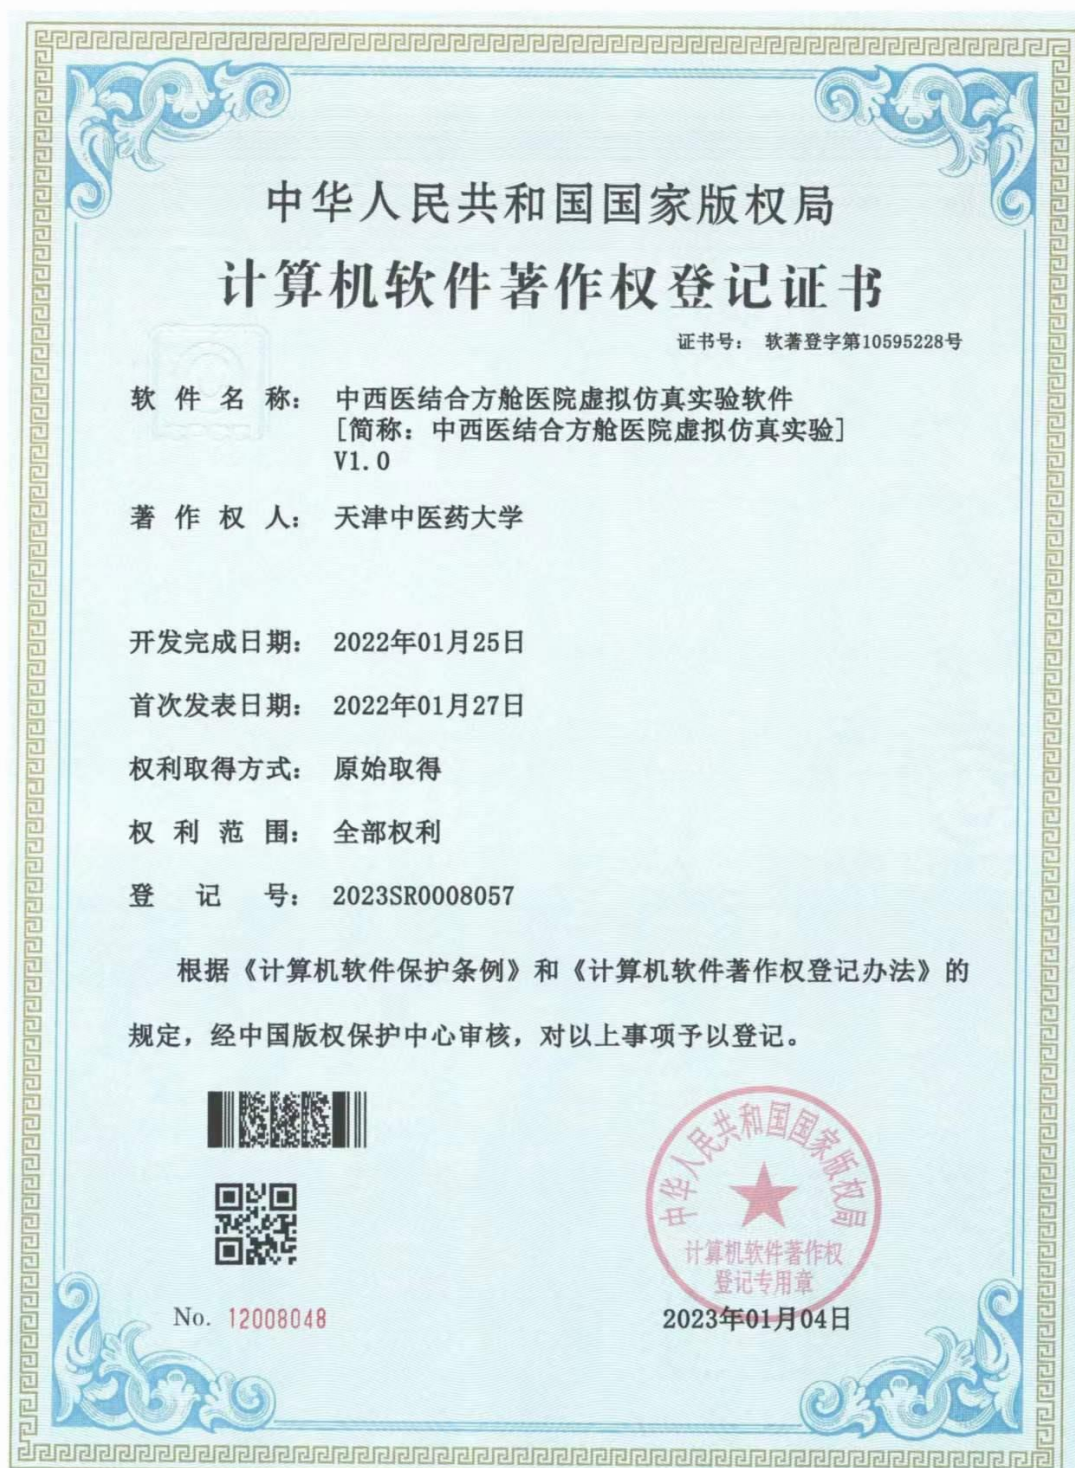 中华人民共和国国家版权局
计算机软件著作权登记证书
证书号： 软著登字第10595228号
软件名称： 中西医结合方舱医院虚拟仿真实验软件
[简称：中西医结合方舱医院虚拟仿真实验]
V1.0
著作权人： 天津中医药大学
开发完成日期： 2022年01月25日
首次发表日期： 2022年01月27日
权利取得方式： 原始取得
权利范围： 全部权利
登记号： 2023SR0008057
根据《计算机软件保护条例》和《计算机软件著作权登记办法》的
规定，经中国版权保护中心审核，对以上事项予以登记。
中华人民共和国国家版权局
计算机软件著作权
登记专用章
No. 12008048
2023年01月04日